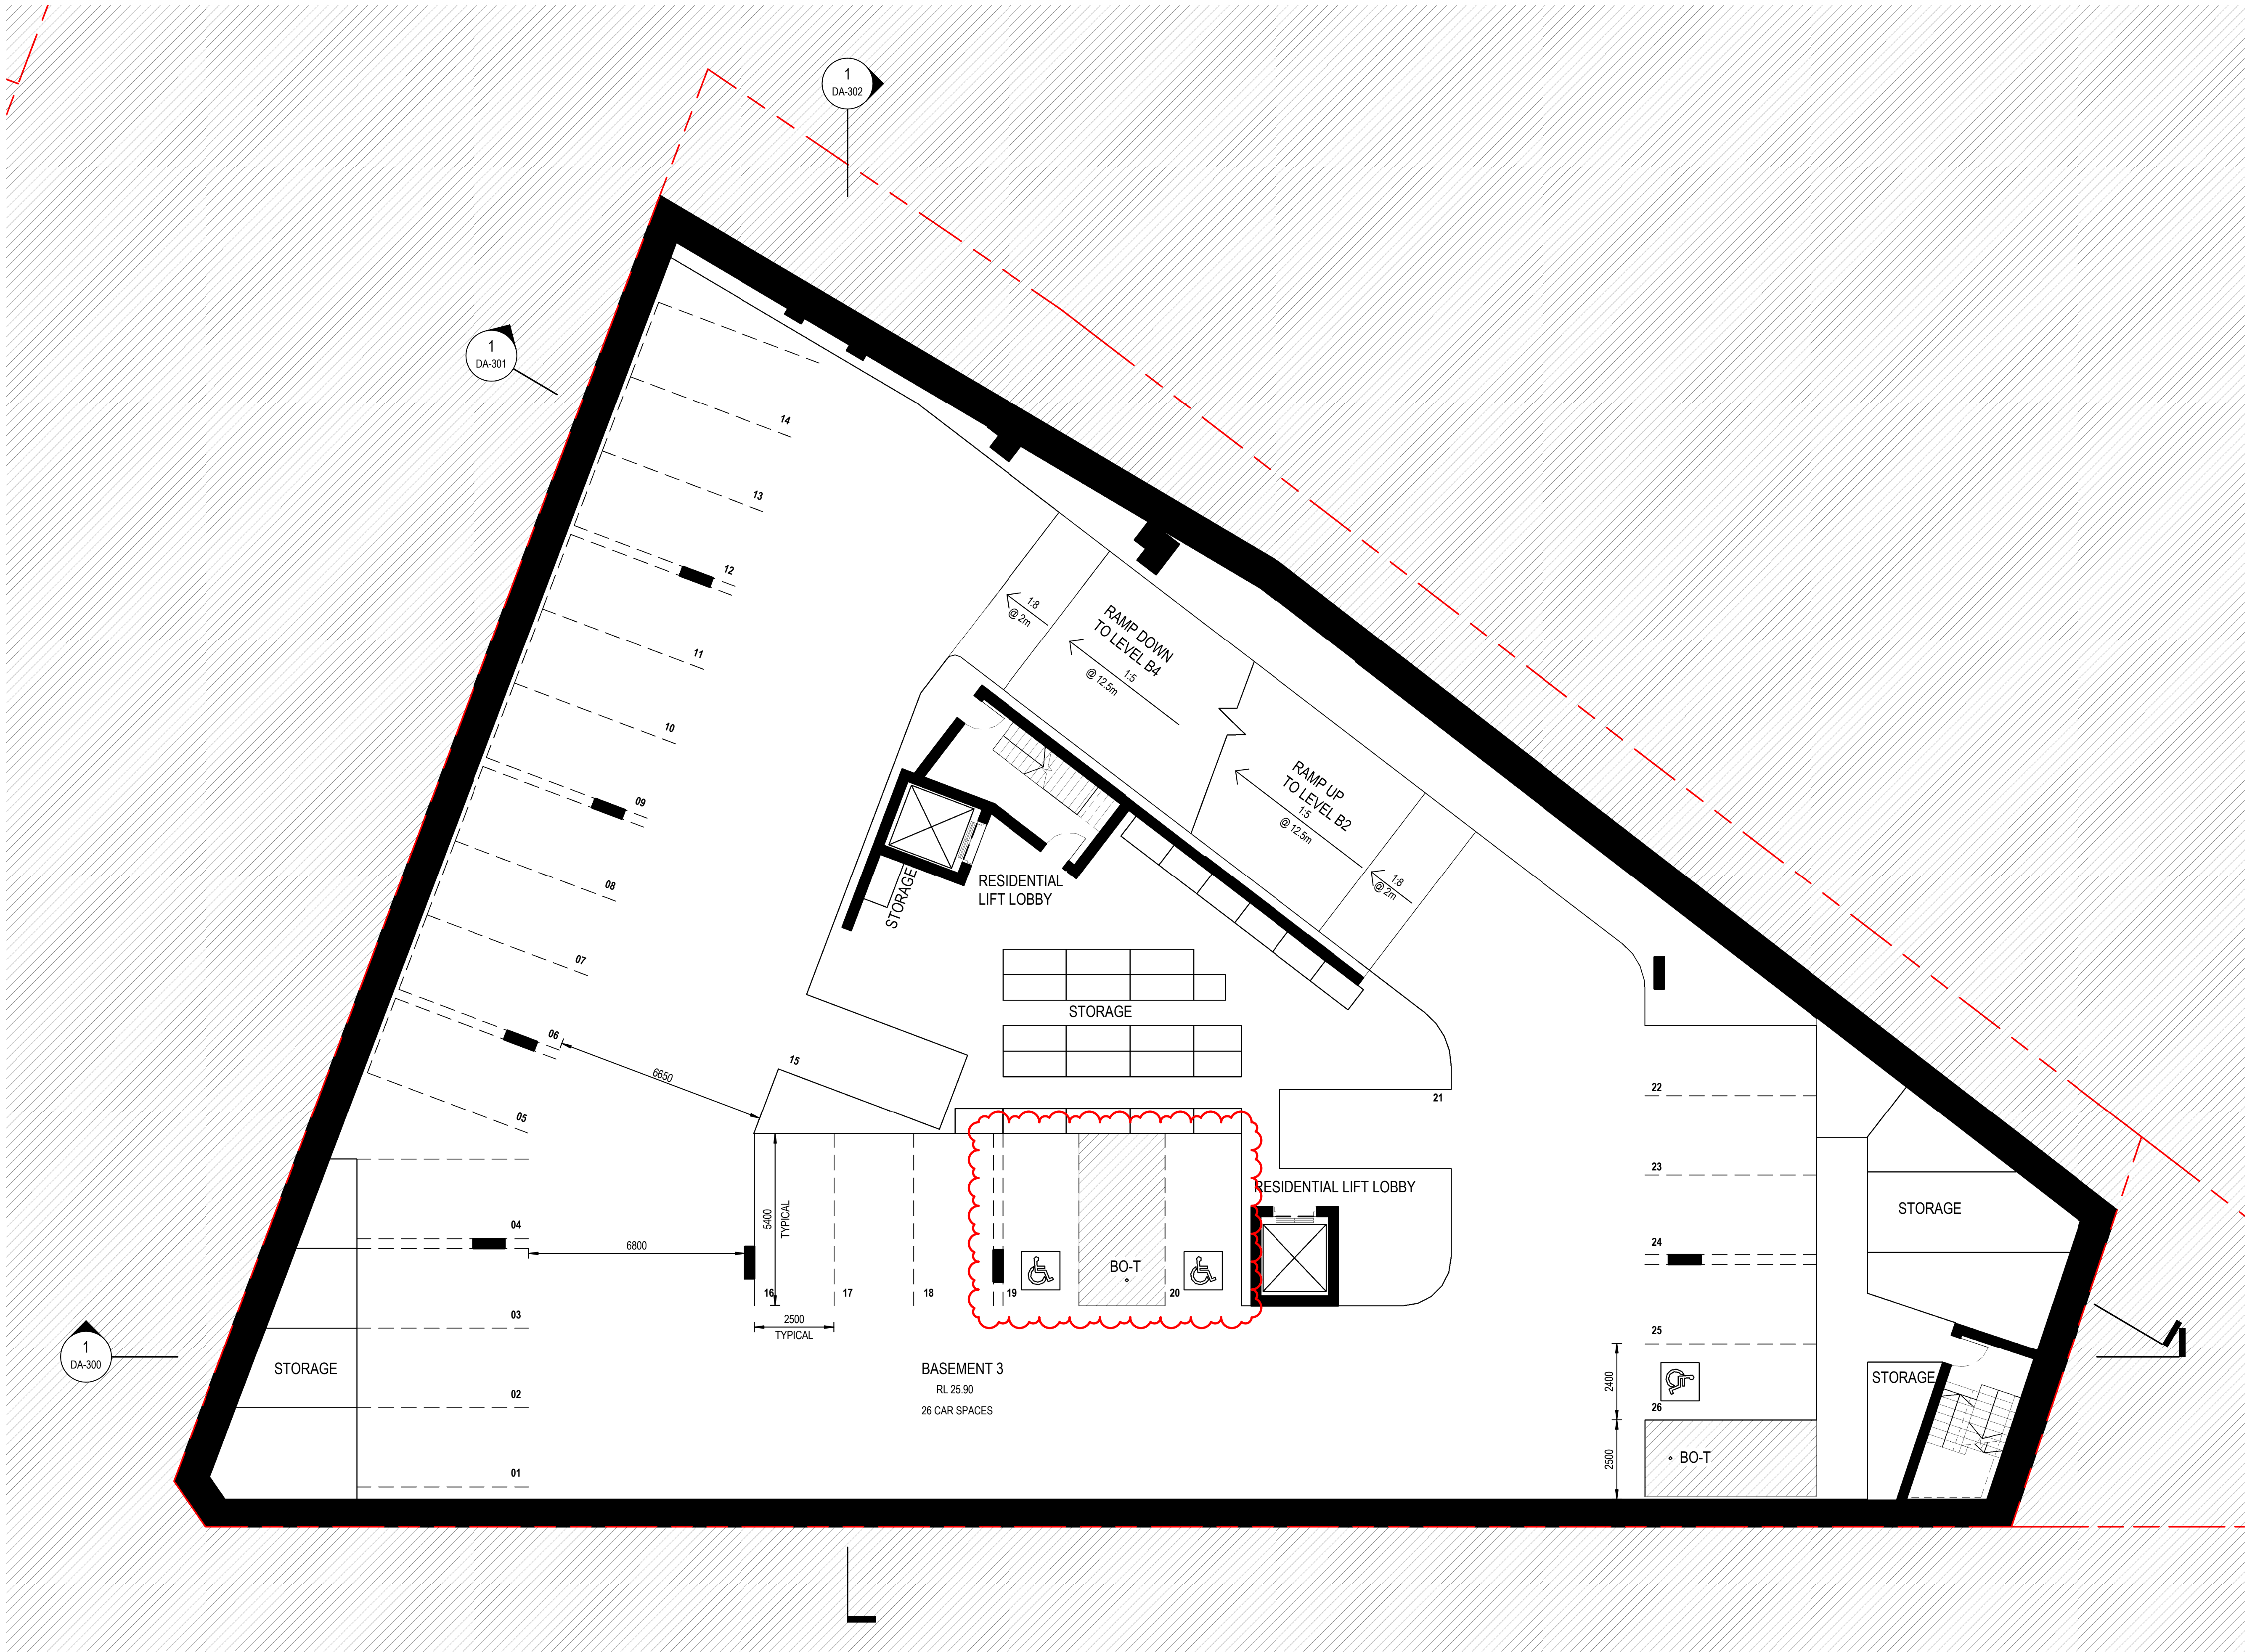 1
DA-302
1
DA-301
14
13
12
11
10
09
08
07
06
05
04
03
02
01
1:8
@ 2m
RAMP DOWN
TO LEVEL B4
1:5
@ 12.5m
RAMP UP
TO LEVEL B2
1:5
@ 12.5m
1:8
@ 2m
STORAGE
RESIDENTIAL
LIFT LOBBY
STORAGE
6650
15
21
22
23
24
25
26
5400
TYPICAL
6800
BO-T
16
17
18
19
20
2500
TYPICAL
RESIDENTIAL LIFT LOBBY
STORAGE
STORAGE
1
DA-300
STORAGE
BASEMENT 3
RL 25.90
26 CAR SPACES
2400
2500
BO-T